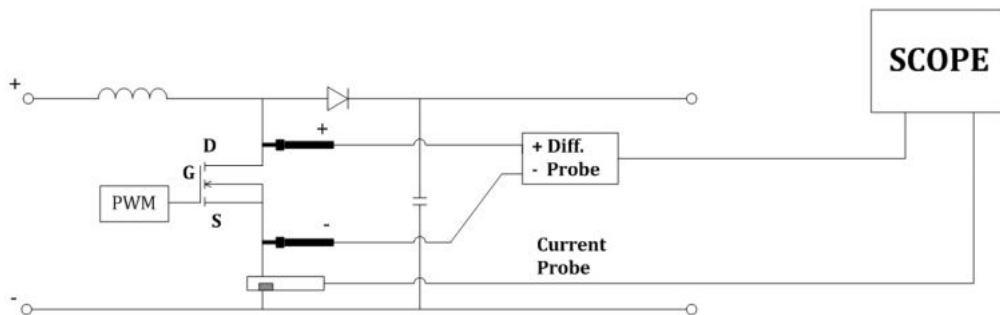 SCOPE
+
+
D
+ Diff.
- Probe
G
PWM
S
-
Current
Probe
-